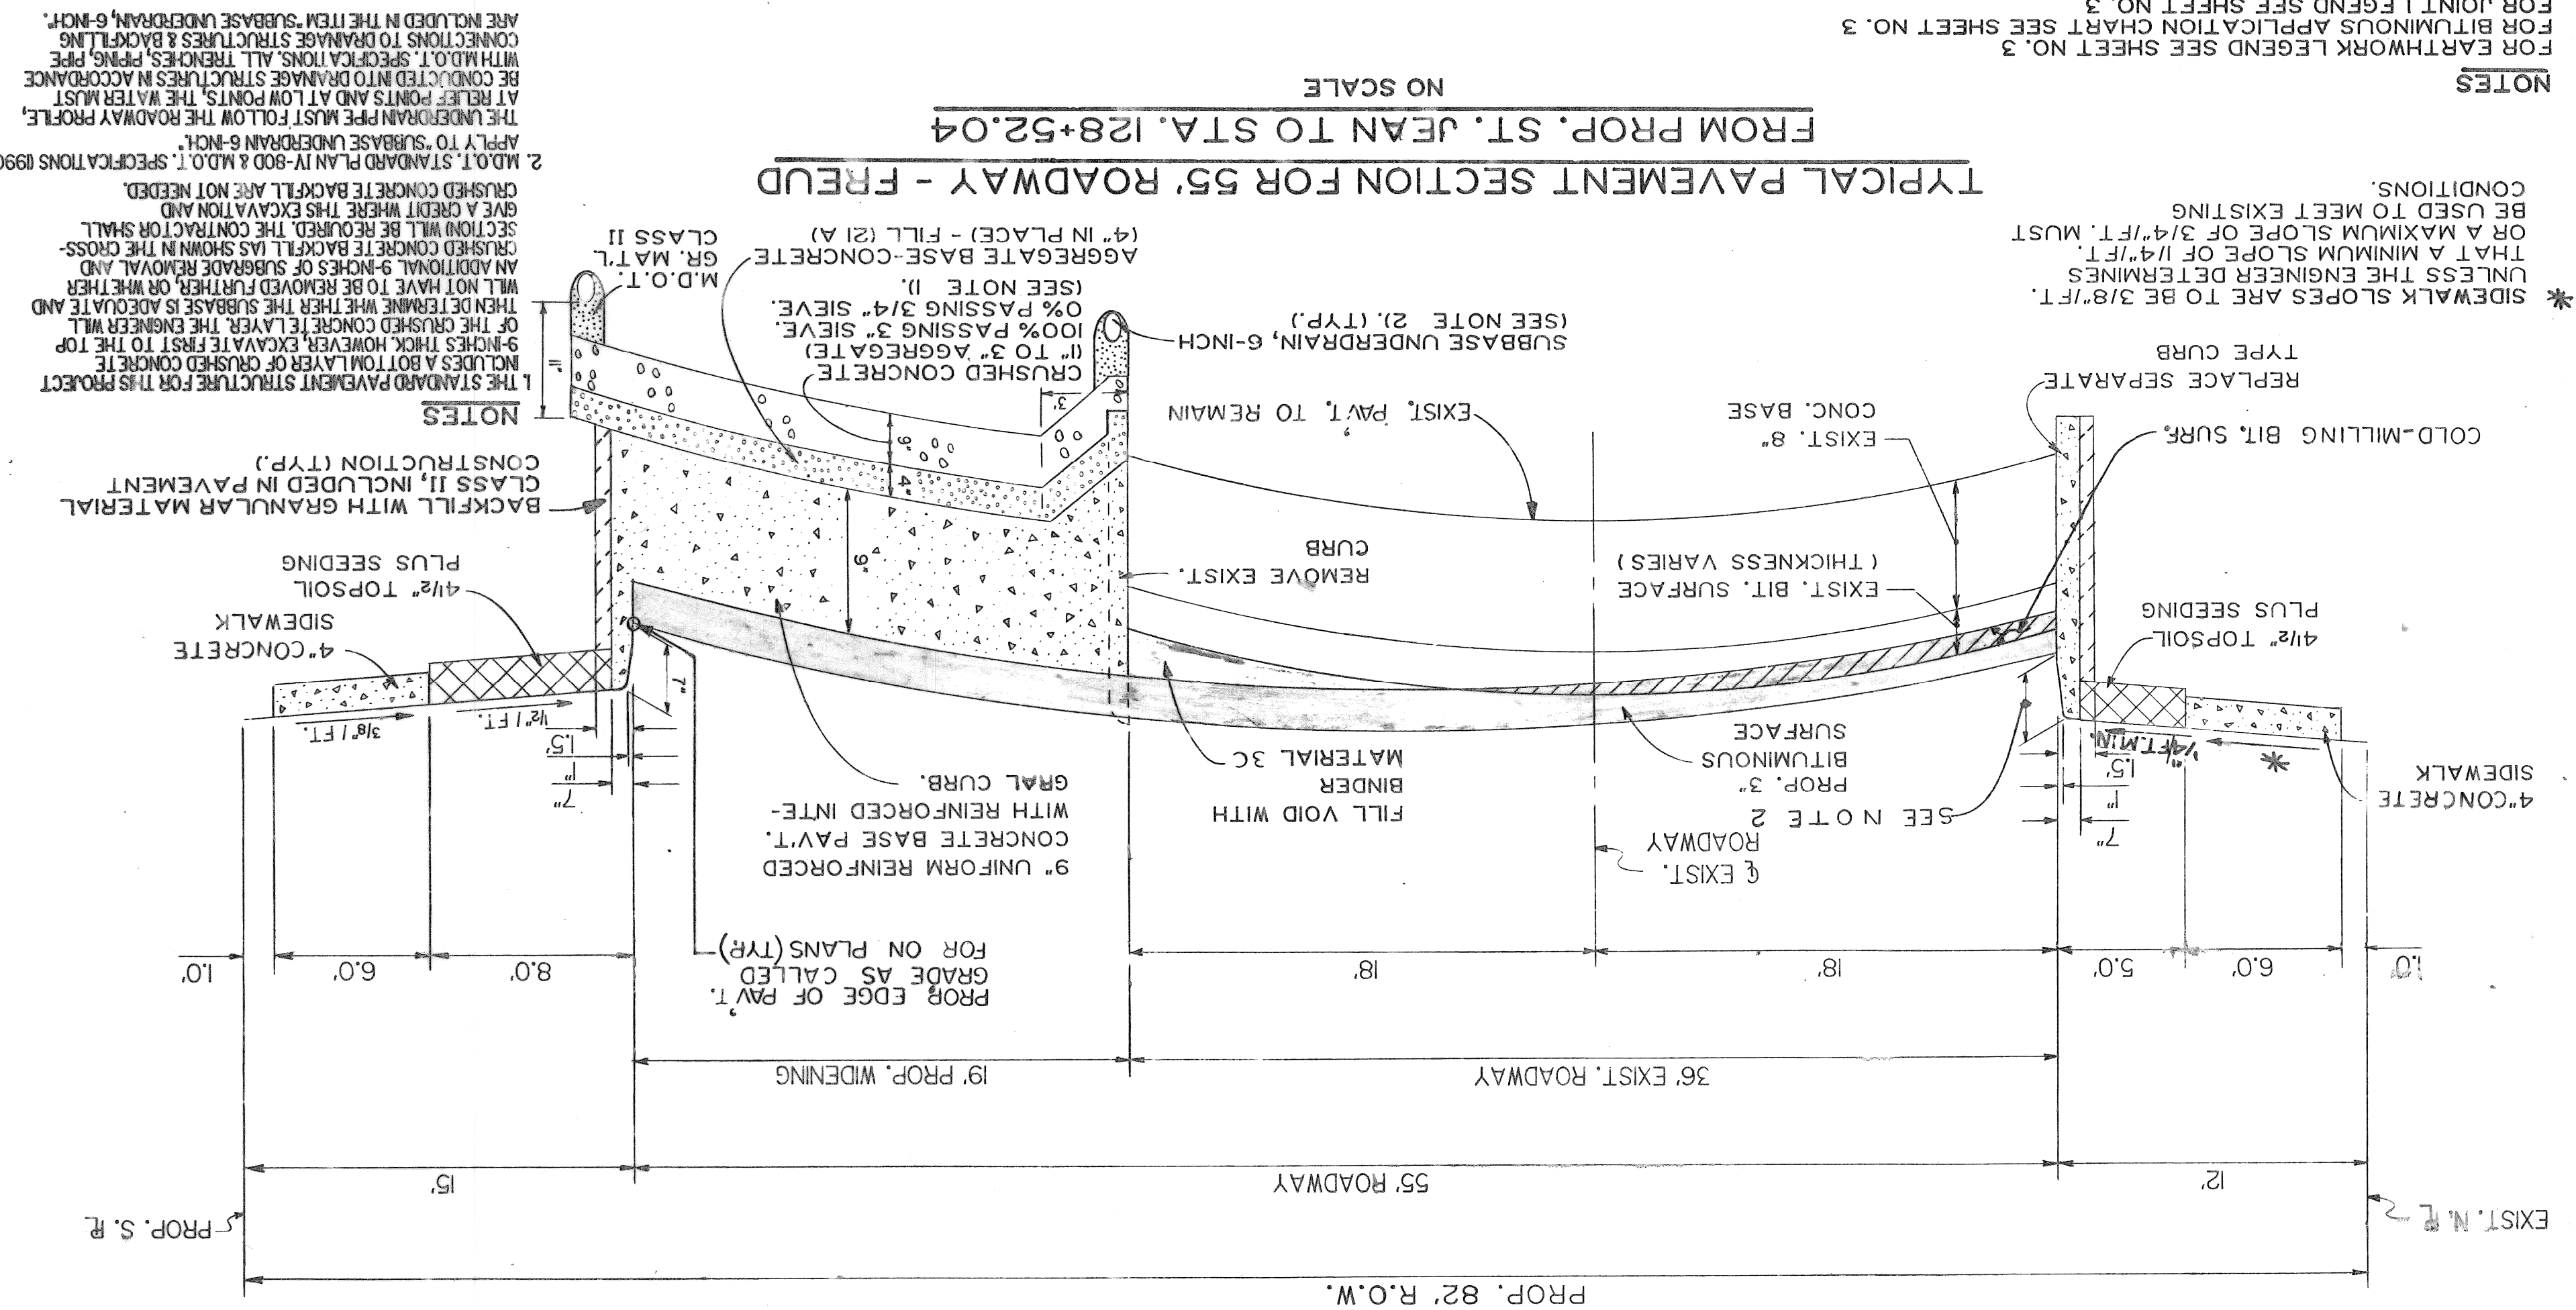 PROP. 82' R.O.W.
EXIST. N. ℄
PROP. S. ℄
12'
55' ROADWAY
15'
36' EXIST. ROADWAY
19' PROP. WIDENING
1.0'
6.0'
5.0'
18'
18'
8.0'
6.0'
1.0'
PROP. EDGE OF PAV'T.
GRADE AS CALLED
FOR ON PLANS (TYP.)
℄ EXIST.
ROADWAY
7"
1"
1.5'
4" CONCRETE
SIDEWALK
*
1/4"/FT. MIN.
SEE NOTE 2
PROP. 3"
BITUMINOUS
SURFACE
FILL VOID WITH
BINDER
MATERIAL 3C
9" UNIFORM REINFORCED
CONCRETE BASE PAV'T.
WITH REINFORCED INTE-
GRAL CURB.
7"
1"
1.5'
1/2" / FT.
3/8" / FT.
7"
4" CONCRETE
SIDEWALK
4 1/2" TOPSOIL
PLUS SEEDING
4 1/2" TOPSOIL
PLUS SEEDING
EXIST. BIT. SURFACE
(THICKNESS VARIES)
REMOVE EXIST.
CURB
9"
BACKFILL WITH GRANULAR MATERIAL
CLASS II, INCLUDED IN PAVEMENT
CONSTRUCTION (TYP.)
COLD-MILLING BIT. SURF.
EXIST. 8"
CONC. BASE
EXIST. PAV'T. TO REMAIN
4"
9"
3'
11"
REPLACE SEPARATE
TYPE CURB
SUBBASE UNDERDRAIN, 6-INCH
(SEE NOTE 2). (TYP.)
CRUSHED CONCRETE
(1" TO 3" AGGREGATE)
100% PASSING 3" SIEVE.
0% PASSING 3/4" SIEVE.
(SEE NOTE 1).
AGGREGATE BASE-CONCRETE
(4" IN PLACE) - FILL (21 A)
M.D.O.T.
GR. MAT'L
CLASS II
* SIDEWALK SLOPES ARE TO BE 3/8"/FT.
UNLESS THE ENGINEER DETERMINES
THAT A MINIMUM SLOPE OF 1/4"/FT.
OR A MAXIMUM SLOPE OF 3/4"/FT. MUST
BE USED TO MEET EXISTING
CONDITIONS.
TYPICAL PAVEMENT SECTION FOR 55' ROADWAY - FREUD
FROM PROP. ST. JEAN TO STA. 128+52.04
NO SCALE
NOTES
FOR EARTHWORK LEGEND SEE SHEET NO. 3
FOR BITUMINOUS APPLICATION CHART SEE SHEET NO. 3
FOR JOINT LEGEND SEE SHEET NO. 3
NOTES
1. THE STANDARD PAVEMENT STRUCTURE FOR THIS PROJECT
INCLUDES A BOTTOM LAYER OF CRUSHED CONCRETE
9-INCHES THICK. HOWEVER, EXCAVATE FIRST TO THE TOP
OF THE CRUSHED CONCRETE LAYER. THE ENGINEER WILL
THEN DETERMINE WHETHER THE SUBBASE IS ADEQUATE AND
WILL NOT HAVE TO BE REMOVED FURTHER, OR WHETHER
AN ADDITIONAL 9-INCHES OF SUBGRADE REMOVAL AND
CRUSHED CONCRETE BACKFILL (AS SHOWN IN THE CROSS-
SECTION) WILL BE REQUIRED. THE CONTRACTOR SHALL
GIVE A CREDIT WHERE THIS EXCAVATION AND
CRUSHED CONCRETE BACKFILL ARE NOT NEEDED.
2. M.D.O.T. STANDARD PLAN IV-80D & M.D.O.T. SPECIFICATIONS (1990
APPLY TO "SUBBASE UNDERDRAIN 6-INCH."
THE UNDERDRAIN PIPE MUST FOLLOW THE ROADWAY PROFILE,
AT RELIEF POINTS AND AT LOW POINTS, THE WATER MUST
BE CONDUCTED INTO DRAINAGE STRUCTURES IN ACCORDANCE
WITH M.D.O.T. SPECIFICATIONS. ALL TRENCHES, PIPING, PIPE
CONNECTIONS TO DRAINAGE STRUCTURES & BACKFILLING
ARE INCLUDED IN THE ITEM "SUBBASE UNDERDRAIN, 6-INCH".